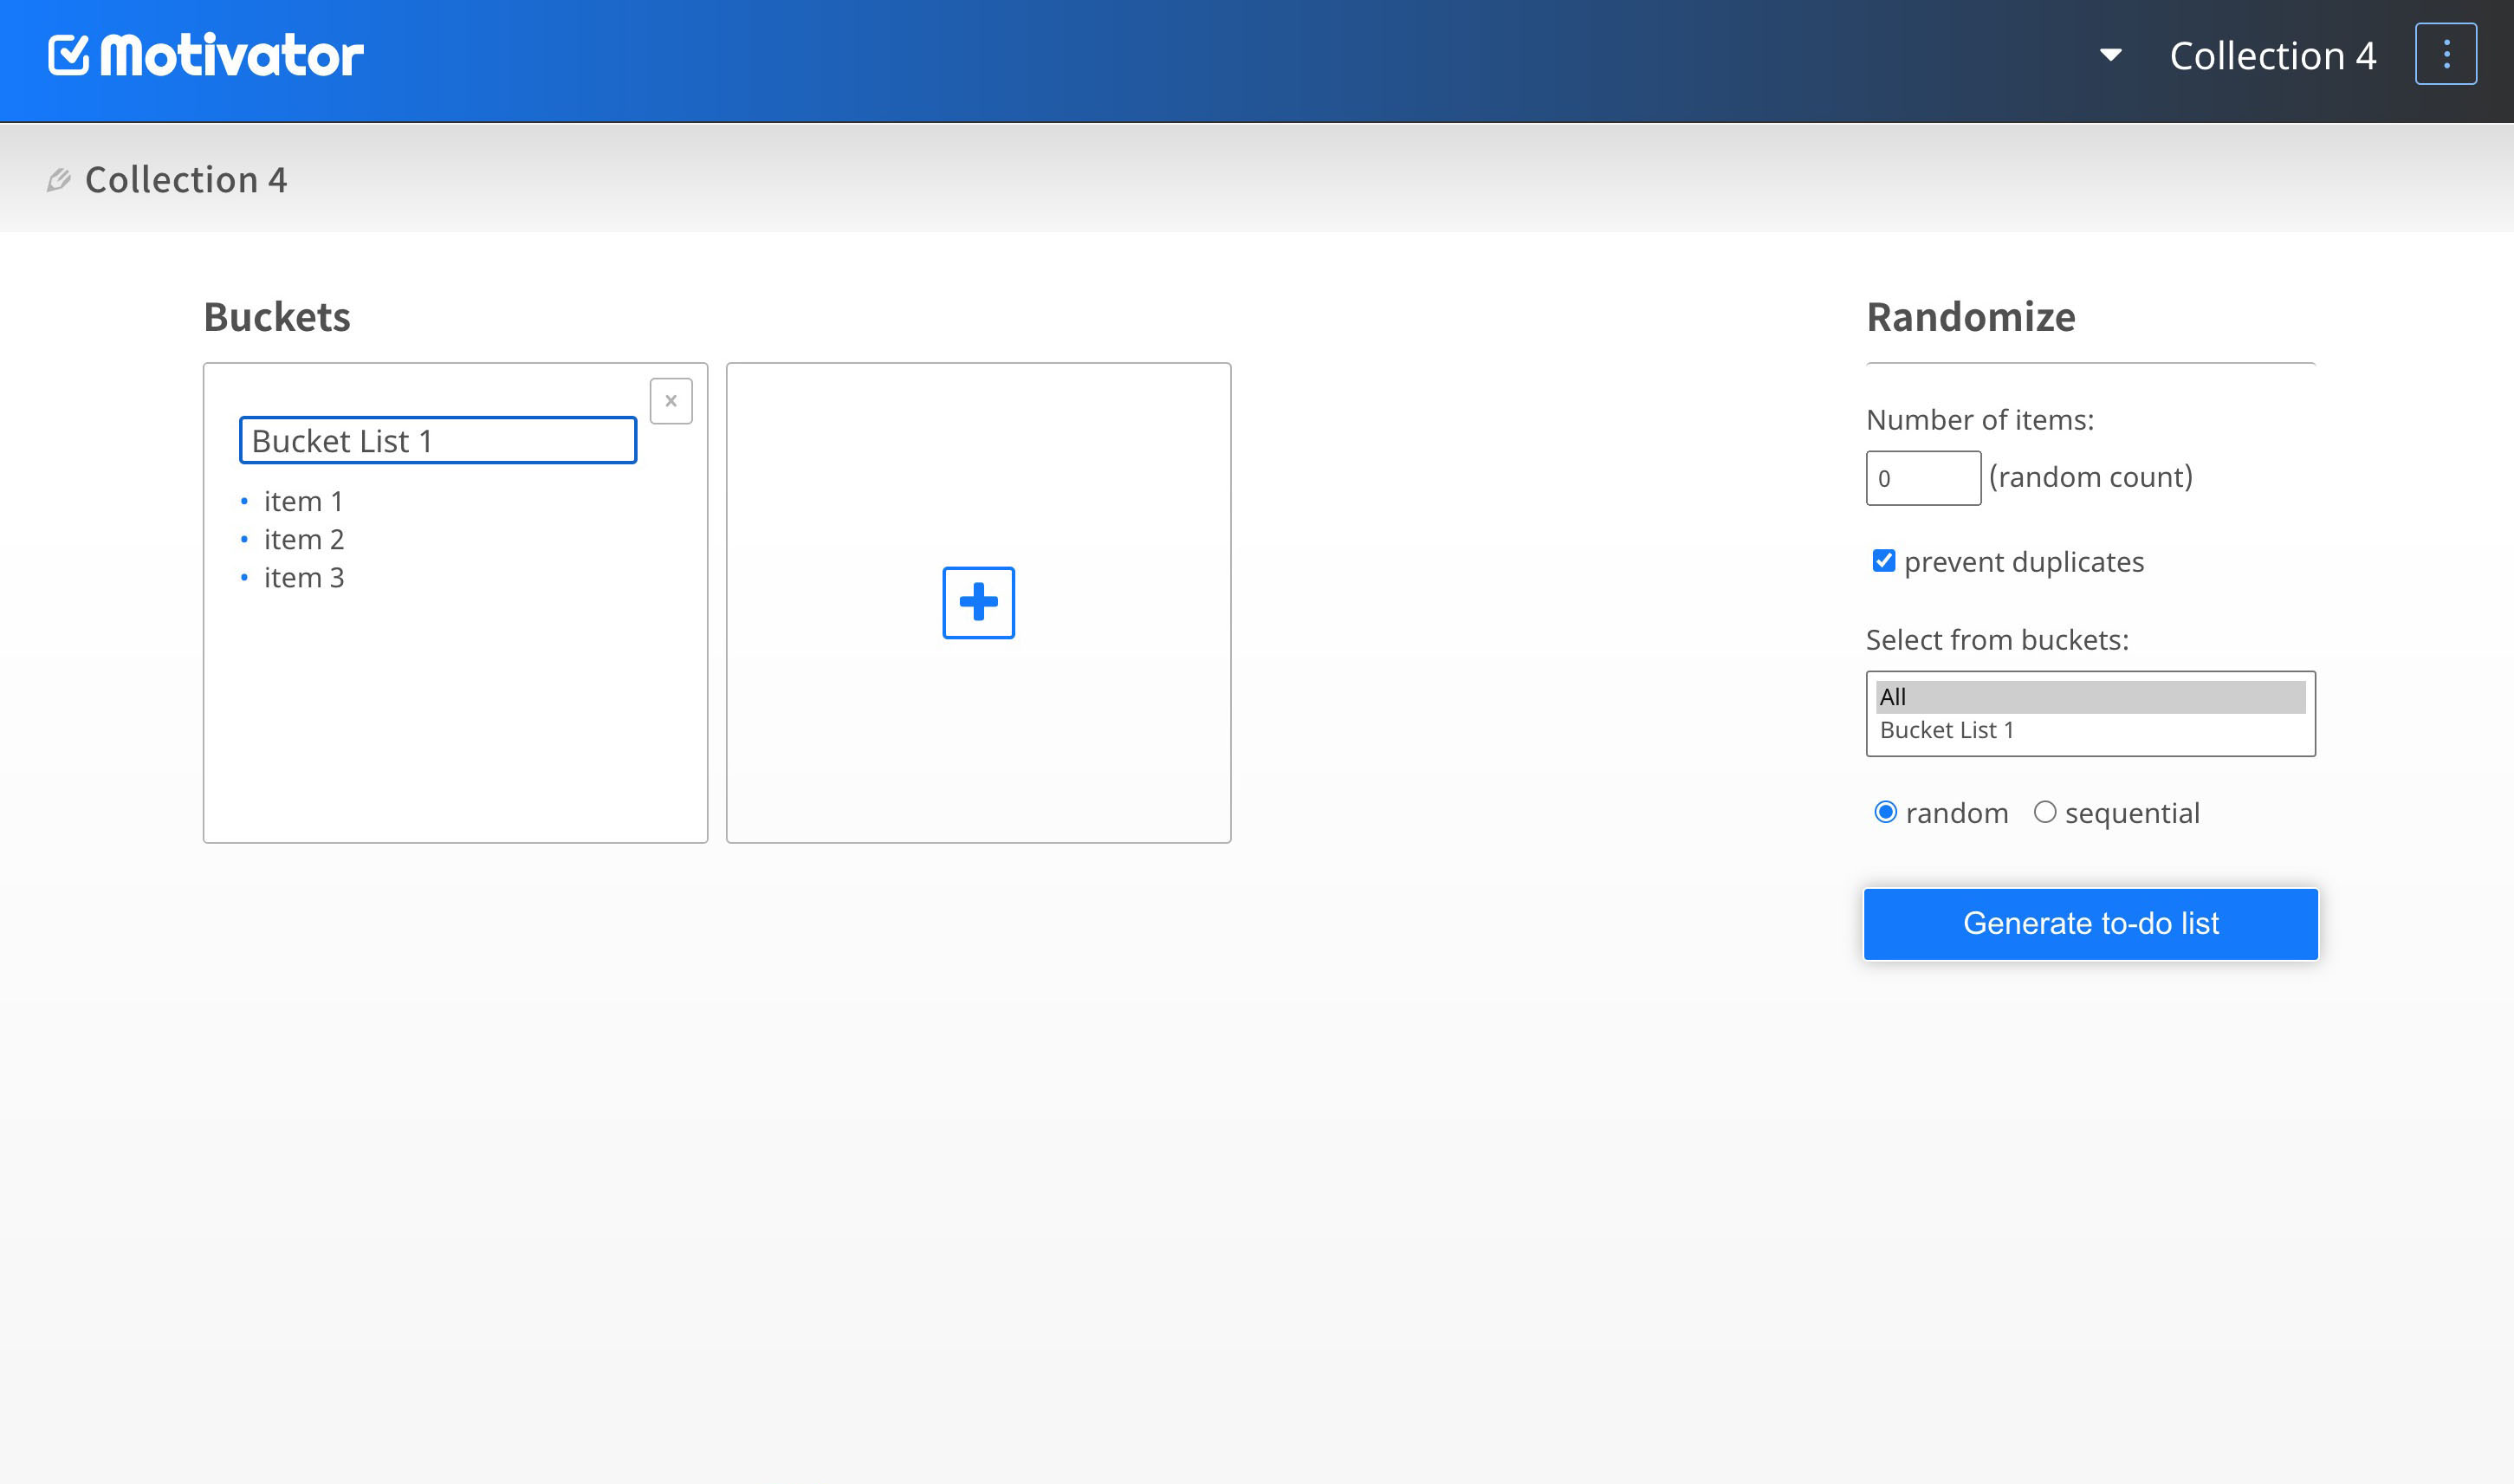 Motivator
Collection 4
Collection 4
Buckets
Bucket List 1
item 1
item 2
item 3
Randomize
Number of items:
0 (random count)
prevent duplicates
Select from buckets:
All
Bucket List 1
random sequential
Generate to-do list